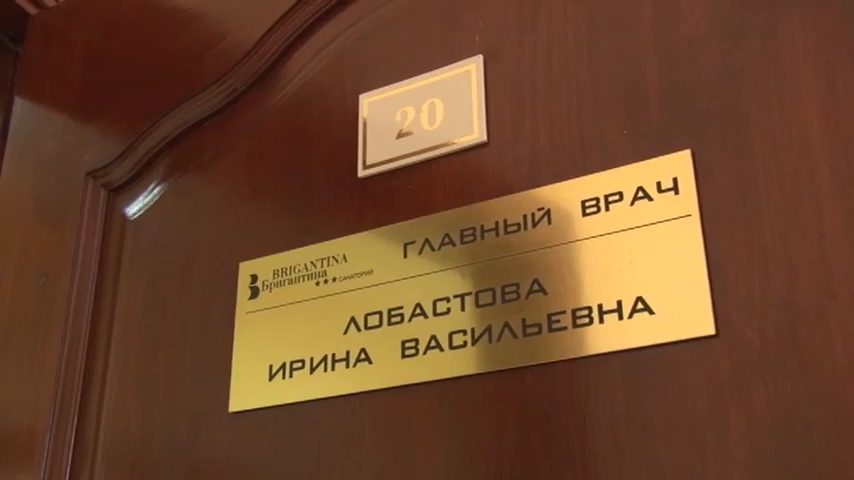 20
BRIGANTINA
Бригантина
★★★ САНАТОРИЙ
ГЛАВНЫЙ ВРАЧ
ЛОБАСТОВА
ИРИНА ВАСИЛЬЕВНА